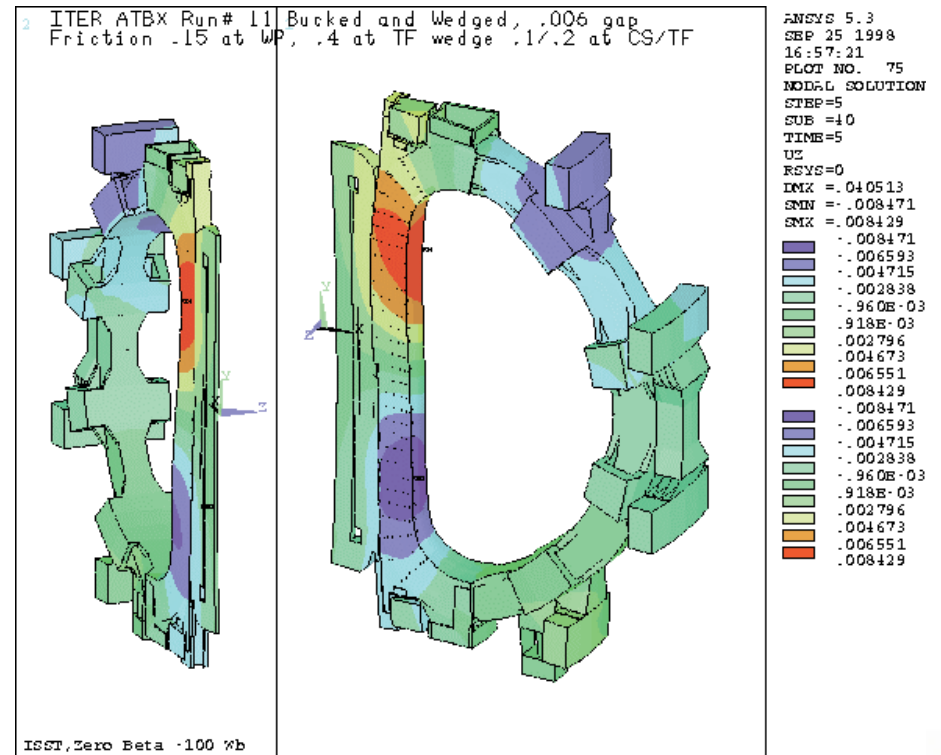 2
ITER ATBX Run# 11 Bucked and Wedged, .006 gap
Friction .15 at WP, .4 at TF wedge .1/.2 at CS/TF
ANSYS 5.3
SEP 25 1998
16:57:21
PLOT NO. 75
NODAL SOLUTION
STEP=5
SUB =40
TIME=5
UZ
RSYS=0
DMX =.040513
SMN =-.008471
SMX =.008429
-.008471
-.006593
-.004715
-.002838
-.960E-03
.918E-03
.002796
.004673
.006551
.008429
-.008471
-.006593
-.004715
-.002838
-.960E-03
.918E-03
.002796
.004673
.006551
.008429
Y
X
Z
Y
X
Z
ISST,Zero Beta -100 Wb